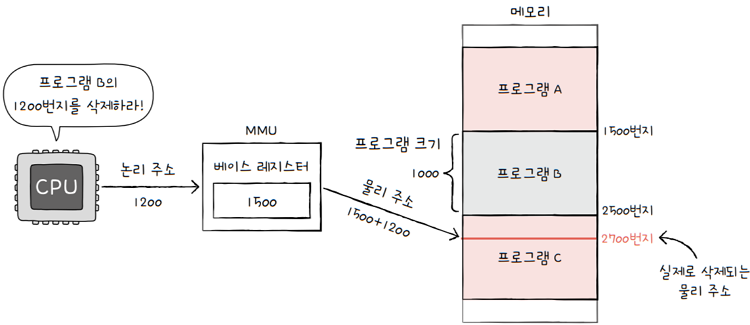 메모리
프로그램 B의
1200번지를 삭제하라!
CPU
논리 주소
1200
MMU
베이스 레지스터
1500
물리 주소
1500+1200
프로그램 크기
1000
프로그램 A
1500번지
프로그램 B
2500번지
2700번지
프로그램 C
실제로 삭제되는
물리 주소